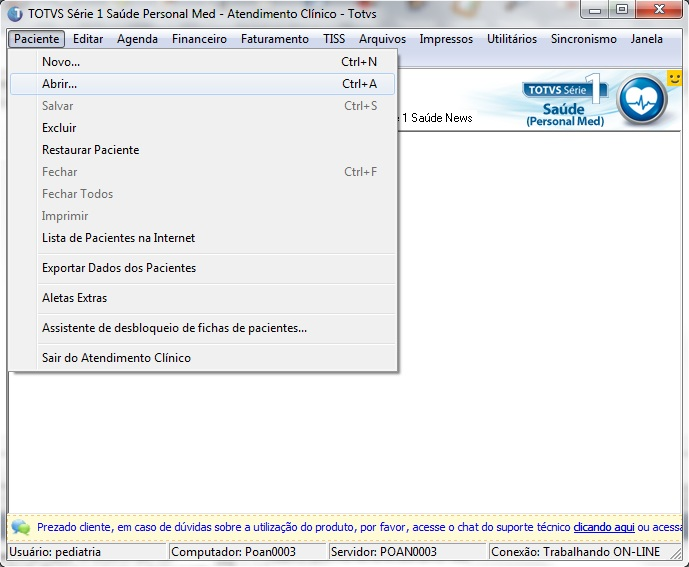 TOTVS Série 1 Saúde Personal Med - Atendimento Clínico - Totvs
Paciente Editar Agenda Financeiro Faturamento TISS Arquivos Impressos Utilitários Sincronismo Janela
Novo... Ctrl+N
Abrir... Ctrl+A
Salvar Ctrl+S
Excluir
Restaurar Paciente
Fechar Ctrl+F
Fechar Todos
Imprimir
Lista de Pacientes na Internet
Exportar Dados dos Pacientes
Aletas Extras
Assistente de desbloqueio de fichas de pacientes...
Sair do Atendimento Clínico
1 Saúde News
TOTVS Série 1
Saúde
(Personal Med)
Prezado cliente, em caso de dúvidas sobre a utilização do produto, por favor, acesse o chat do suporte técnico clicando aqui ou acessa
Usuário: pediatria Computador: Poan0003 Servidor: POAN0003 Conexão: Trabalhando ON-LINE